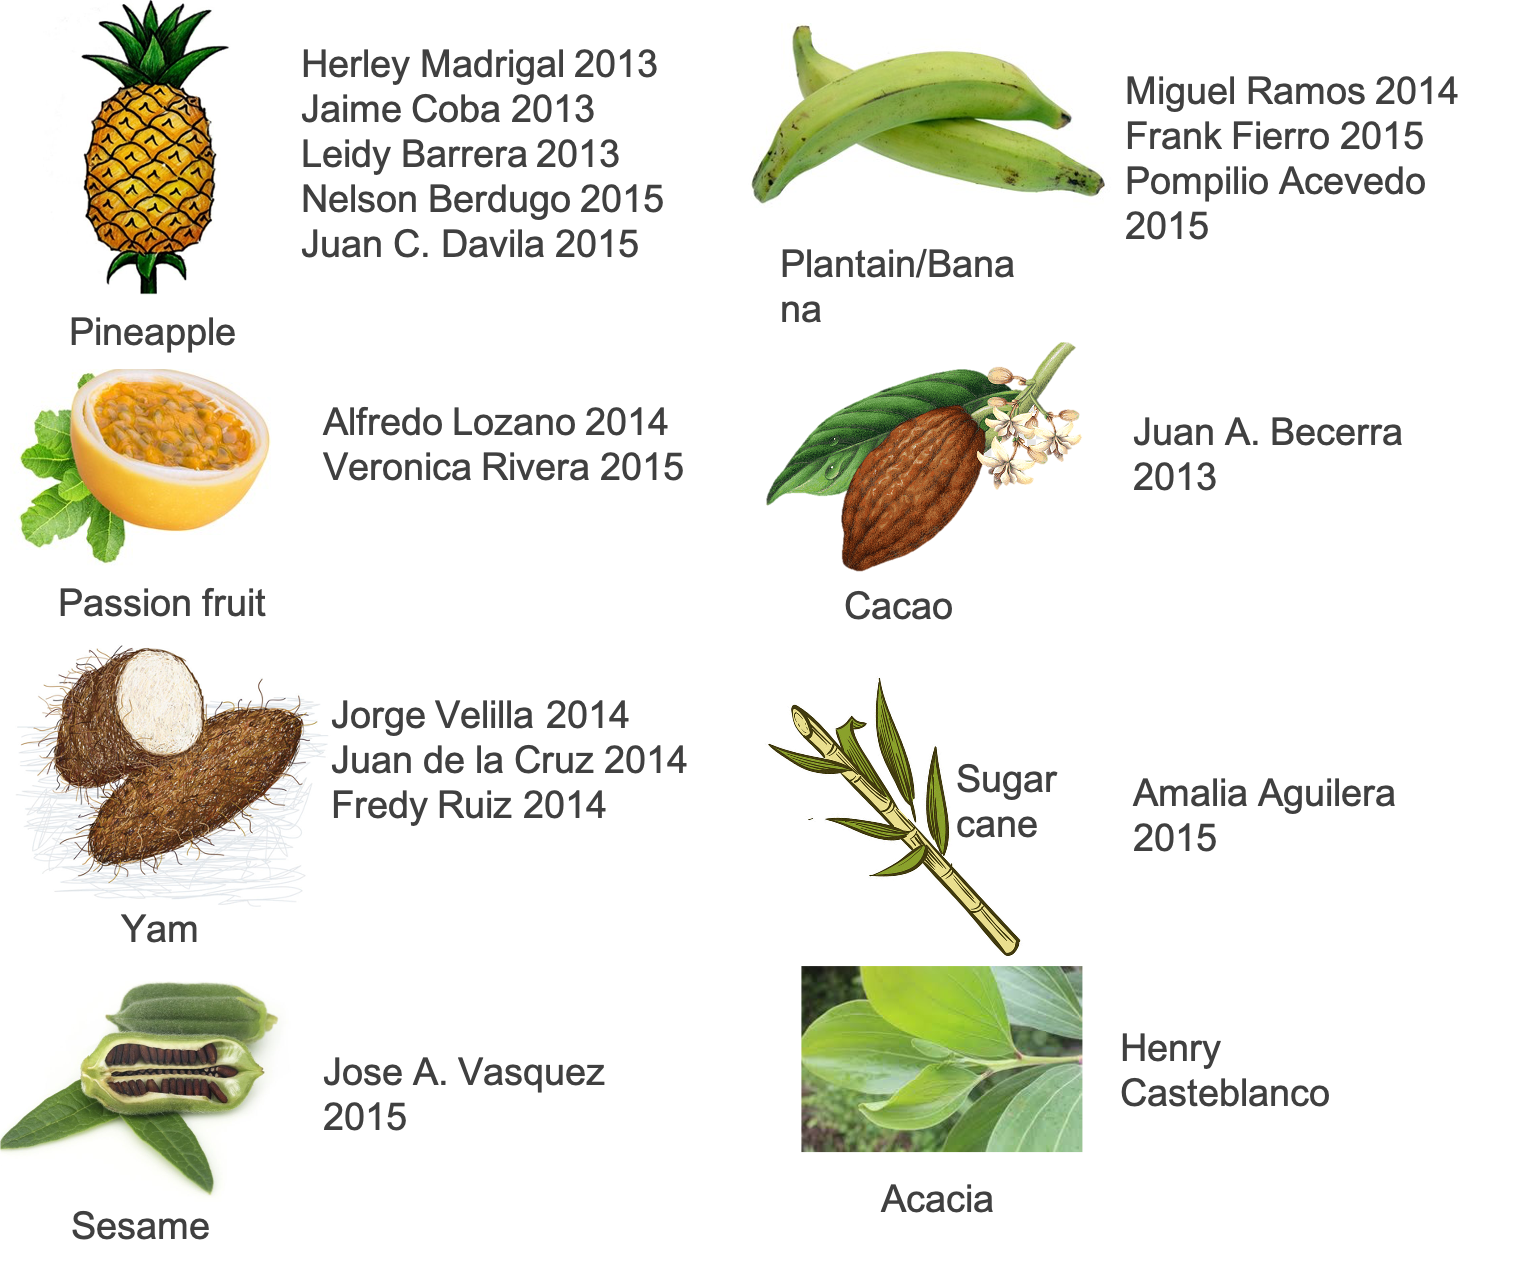 Herley Madrigal 2013
Jaime Coba 2013
Leidy Barrera 2013
Nelson Berdugo 2015
Juan C. Davila 2015
Pineapple
Miguel Ramos 2014
Frank Fierro 2015
Pompilio Acevedo
2015
Plantain/Bana
na
Alfredo Lozano 2014
Veronica Rivera 2015
Passion fruit
Juan A. Becerra
2013
Cacao
Jorge Velilla 2014
Juan de la Cruz 2014
Fredy Ruiz 2014
Yam
Sugar
cane
Amalia Aguilera
2015
Jose A. Vasquez
2015
Sesame
Henry
Casteblanco
Acacia